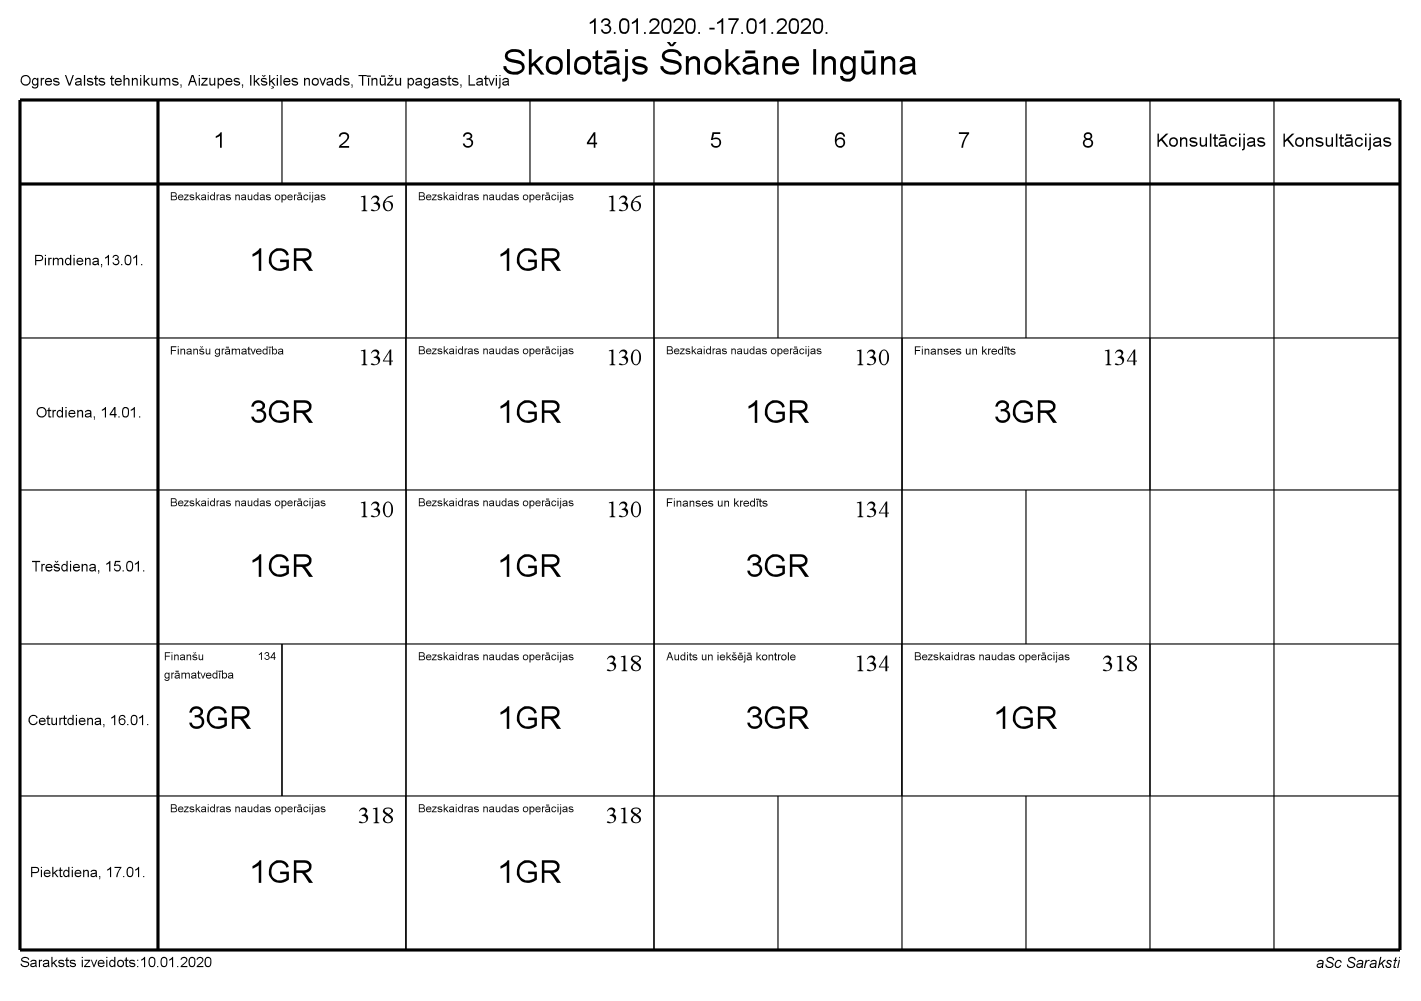 13.01.2020. -17.01.2020.
Skolotājs Šnokāne Ingūna
Ogres Valsts tehnikums, Aizupes, Ikšķiles novads, Tīnūžu pagasts, Latvija
1 2 3 4 5 6 7 8 Konsultācijas Konsultācijas
Bezskaidras naudas operācijas 136 Bezskaidras naudas operācijas 136
Pirmdiena,13.01. 1GR 1GR
Finanšu grāmatvedība 134 Bezskaidras naudas operācijas 130 Bezskaidras naudas operācijas 130 Finanses un kredīts 134
Otrdiena, 14.01. 3GR 1GR 1GR 3GR
Bezskaidras naudas operācijas 130 Bezskaidras naudas operācijas 130 Finanses un kredīts 134
Trešdiena, 15.01. 1GR 1GR 3GR
Finanšu 134 Bezskaidras naudas operācijas 318 Audits un iekšējā kontrole 134 Bezskaidras naudas operācijas 318
grāmatvedība
Ceturtdiena, 16.01. 3GR 1GR 3GR 1GR
Bezskaidras naudas operācijas 318 Bezskaidras naudas operācijas 318
Piektdiena, 17.01. 1GR 1GR
Saraksts izveidots:10.01.2020 aSc Saraksti